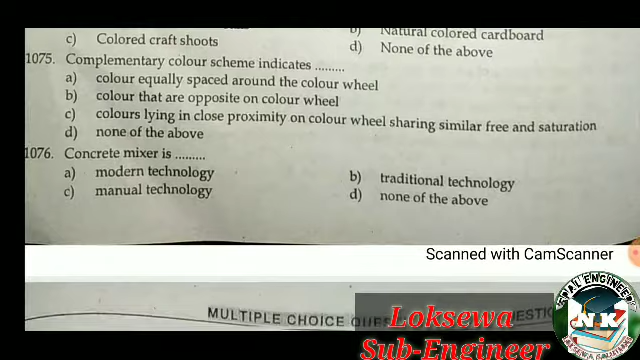 b) Natural colored cardboard
c) Colored craft shoots
d) None of the above
1075. Complementary colour scheme indicates .........
a) colour equally spaced around the colour wheel
b) colour that are opposite on colour wheel
c) colours lying in close proximity on colour wheel sharing similar free and saturation
d) none of the above
1076. Concrete mixer is .........
a) modern technology
b) traditional technology
c) manual technology
d) none of the above
Scanned with CamScanner
MULTIPLE CHOICE QUES
Loksewa
Sub-Engineer
NK